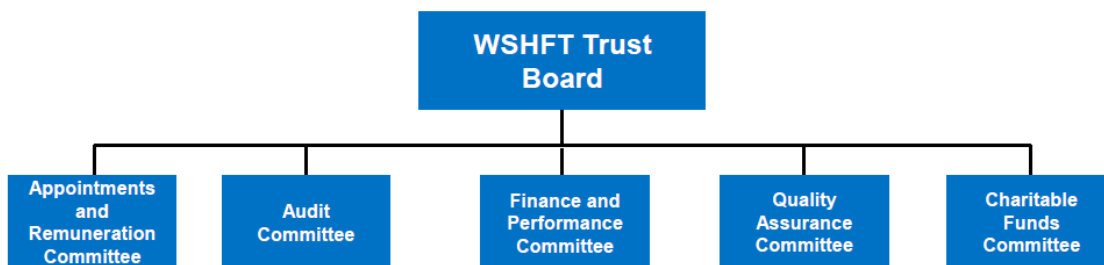 WSHFT Trust
Board
Appointments
and
Remuneration
Committee
Audit
Committee
Finance and
Performance
Committee
Quality
Assurance
Committee
Charitable
Funds
Committee